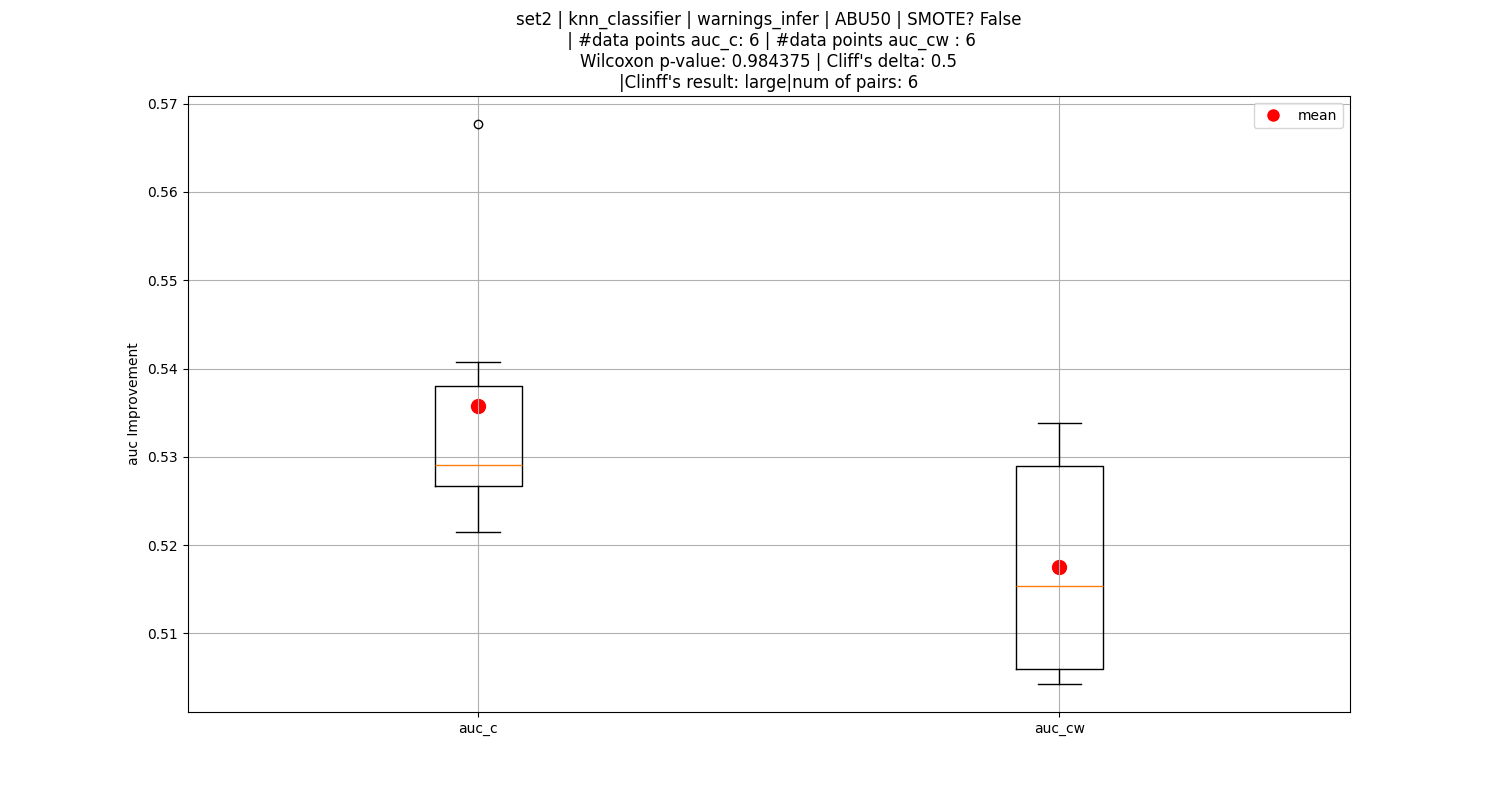 set2 | knn_classifier | warnings_infer | ABU50 | SMOTE? False
| #data points auc_c: 6 | #data points auc_cw : 6
Wilcoxon p-value: 0.984375 | Cliff's delta: 0.5
|Clinff's result: large|num of pairs: 6
mean
0.57
0.56
0.55
0.54
0.53
0.52
0.51
auc Improvement
auc_c
auc_cw